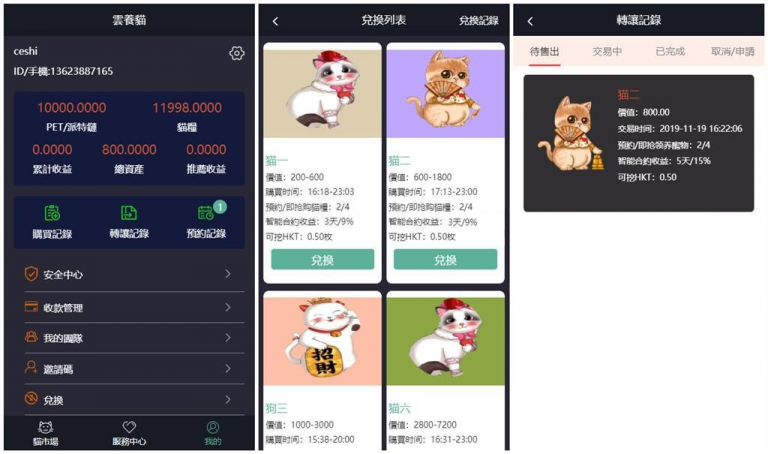 雲養貓
ceshi
ID/手機:13623887165
10000.0000
11998.0000
PET/派特鏈
貓糧
0.0000
800.0000
0.0000
累計收益
總資產
推薦收益
1
購買記錄
轉讓記錄
預約記錄
安全中心
收款管理
我的團隊
邀請碼
兌換
貓市場
服務中心
我的
兌換列表
兌換記錄
貓一
價值：200-600
購買时间：16:18-23:03
預約/即抢购貓糧：2/4
智能合約收益：3天/9%
可挖HKT：0.50枚
兌換
貓二
價值：600-1800
購買时间：17:13-23:00
預約/即抢购貓糧：2/4
智能合約收益：3天/9%
可挖HKT：0.50枚
兌換
招財
狗三
價值：1000-3000
購買时间：15:38-20:00
貓六
價值：2800-7200
購買时间：16:31-23:00
轉讓記錄
待售出
交易中
已完成
取消/申請
猫二
價值：800.00
交易时间：2019-11-19 16:22:06
預約/即抢领养寵物：2/4
智能合約收益：5天/15%
可挖HKT：0.50